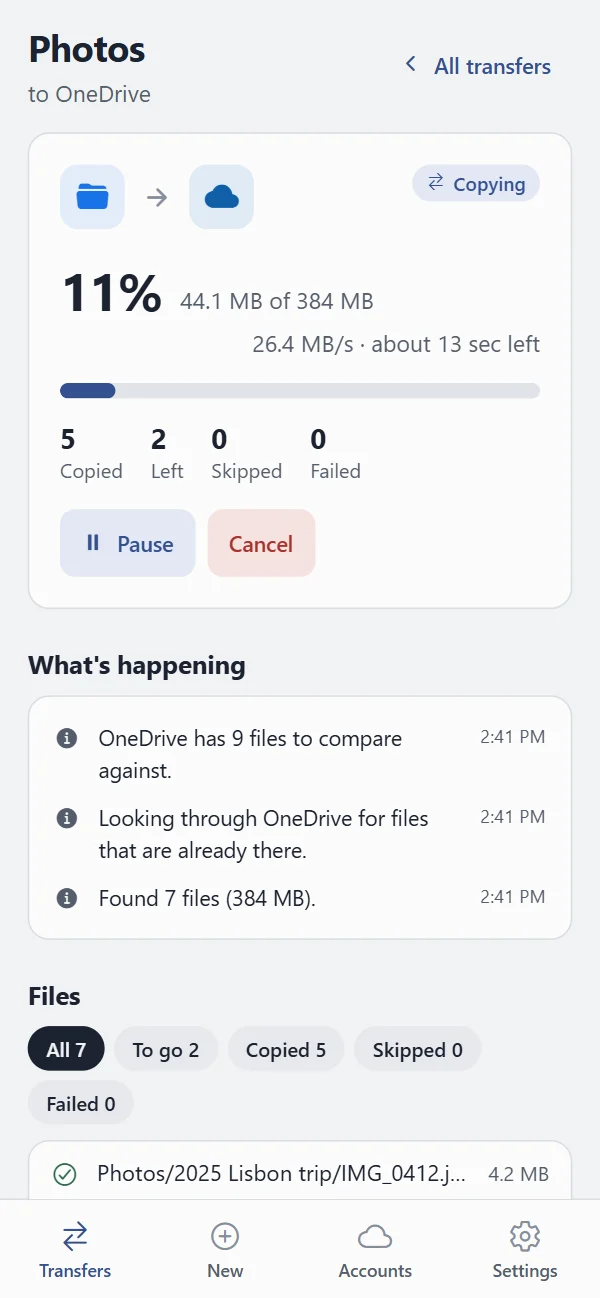 Photos
All transfers
to OneDrive
Copying
11% 44.1 MB of 384 MB
26.4 MB/s · about 13 sec left
5 2 0 0
Copied Left Skipped Failed
Pause Cancel
What's happening
OneDrive has 9 files to compare 2:41 PM
against.
Looking through OneDrive for files 2:41 PM
that are already there.
Found 7 files (384 MB). 2:41 PM
Files
All 7 To go 2 Copied 5 Skipped 0
Failed 0
Photos/2025 Lisbon trip/IMG_0412.j... 4.2 MB
Transfers New Accounts Settings